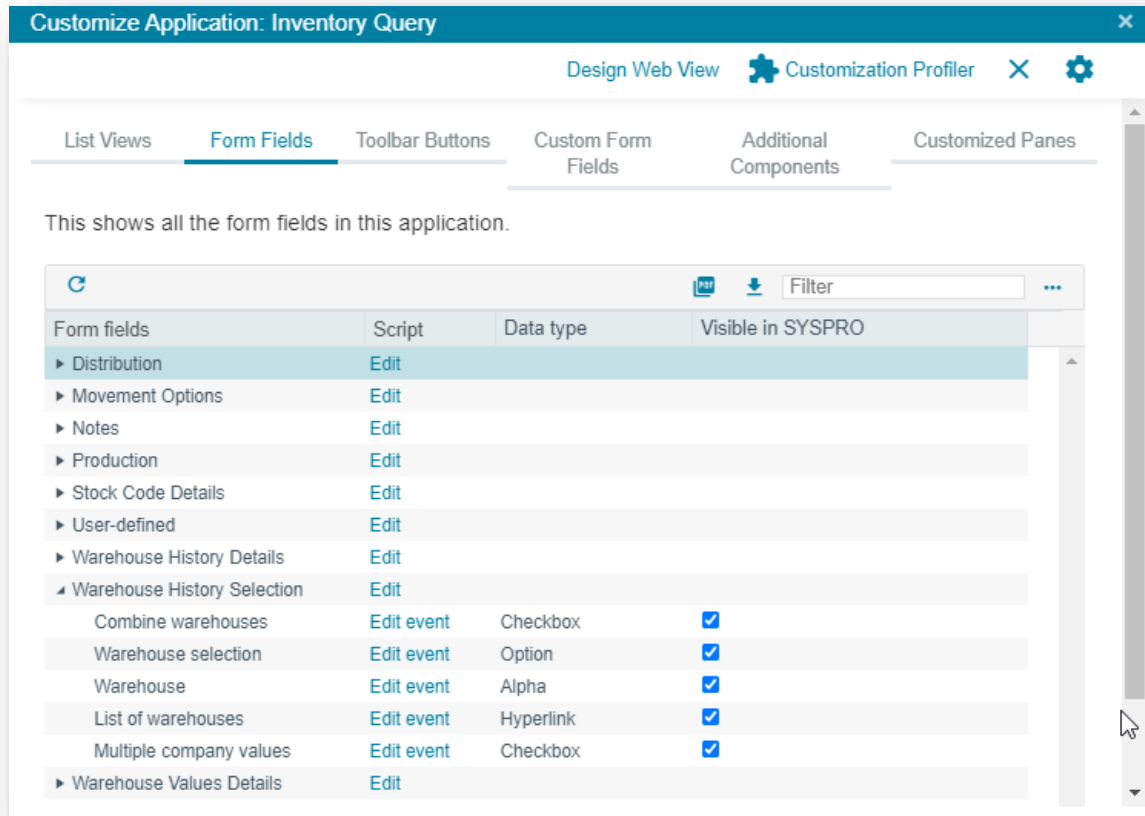 Customize Application: Inventory Query
Design Web View Customization Profiler
List Views Form Fields Toolbar Buttons Custom Form Fields Additional Components Customized Panes
This shows all the form fields in this application.
PDF Filter
Form fields Script Data type Visible in SYSPRO
Distribution Edit
Movement Options Edit
Notes Edit
Production Edit
Stock Code Details Edit
User-defined Edit
Warehouse History Details Edit
Warehouse History Selection Edit
Combine warehouses Edit event Checkbox
Warehouse selection Edit event Option
Warehouse Edit event Alpha
List of warehouses Edit event Hyperlink
Multiple company values Edit event Checkbox
Warehouse Values Details Edit